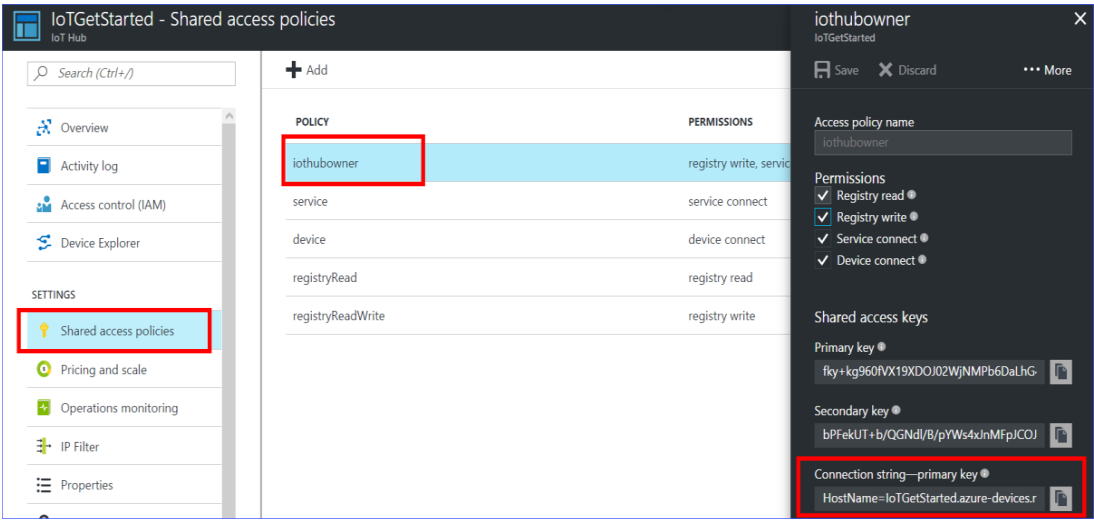 IoTGetStarted - Shared access policies
IoT Hub
Search (Ctrl+/)
Overview
Activity log
Access control (IAM)
Device Explorer
SETTINGS
Shared access policies
Pricing and scale
Operations monitoring
IP Filter
Properties
Add
POLICY PERMISSIONS
iothubowner registry write, servic
service service connect
device device connect
registryRead registry read
registryReadWrite registry write
iothubowner
IoTGetStarted
Save Discard ••• More
Access policy name
iothubowner
Permissions
Registry read
Registry write
Service connect
Device connect
Shared access keys
Primary key
fky+kg960fVX19XDOJ02WjNMPb6DaLhG
Secondary key
bPFekUT+b/QGNdl/B/pYWs4xJnMFpJCOJ
Connection string—primary key
HostName=IoTGetStarted.azure-devices.r